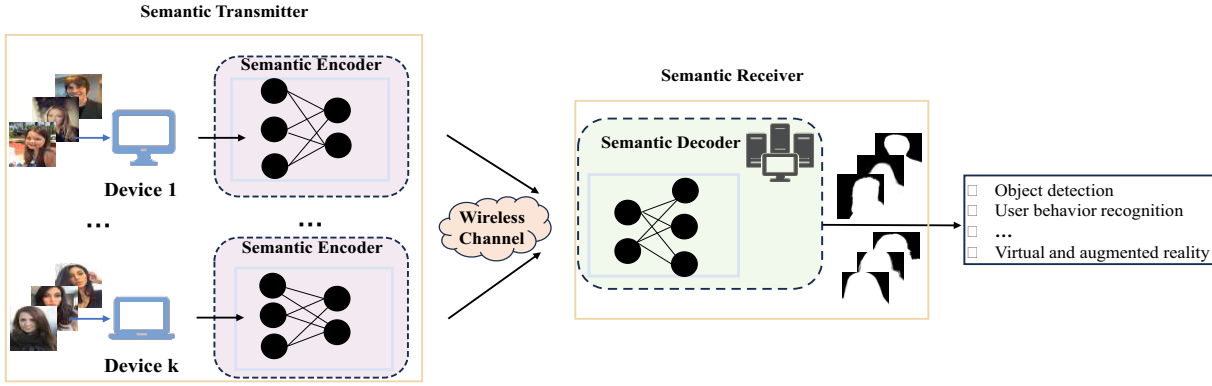 Semantic Transmitter
Semantic Encoder
Device 1
...
...
Semantic Encoder
Device k
Wireless
Channel
Semantic Receiver
Semantic Decoder
Object detection
User behavior recognition
...
Virtual and augmented reality